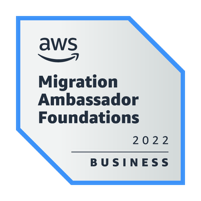 aws
Migration
Ambassador
Foundations
2022
BUSINESS